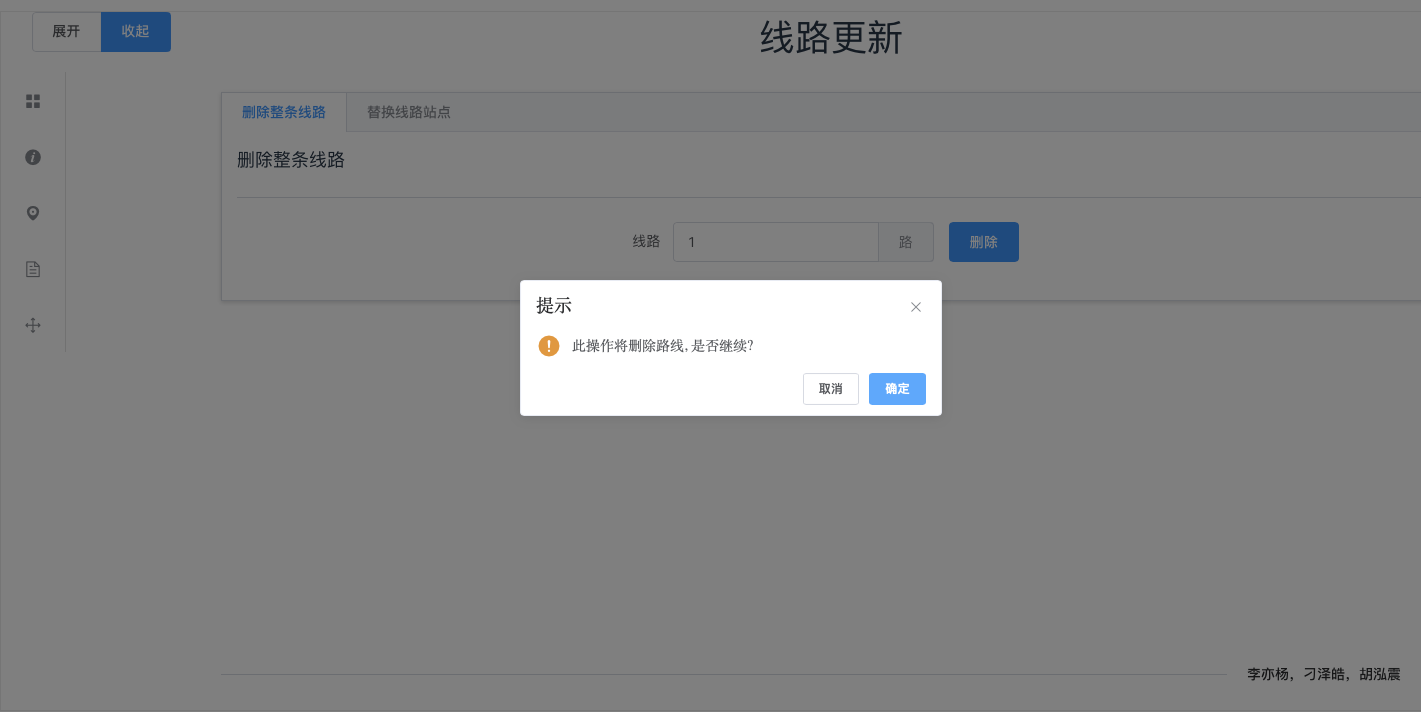 展开 收起
线路更新
删除整条线路 替换线路站点
删除整条线路
线路 1 路 删除
提示
此操作将删除路线, 是否继续?
取消 确定
李亦杨，刁泽皓，胡泓震